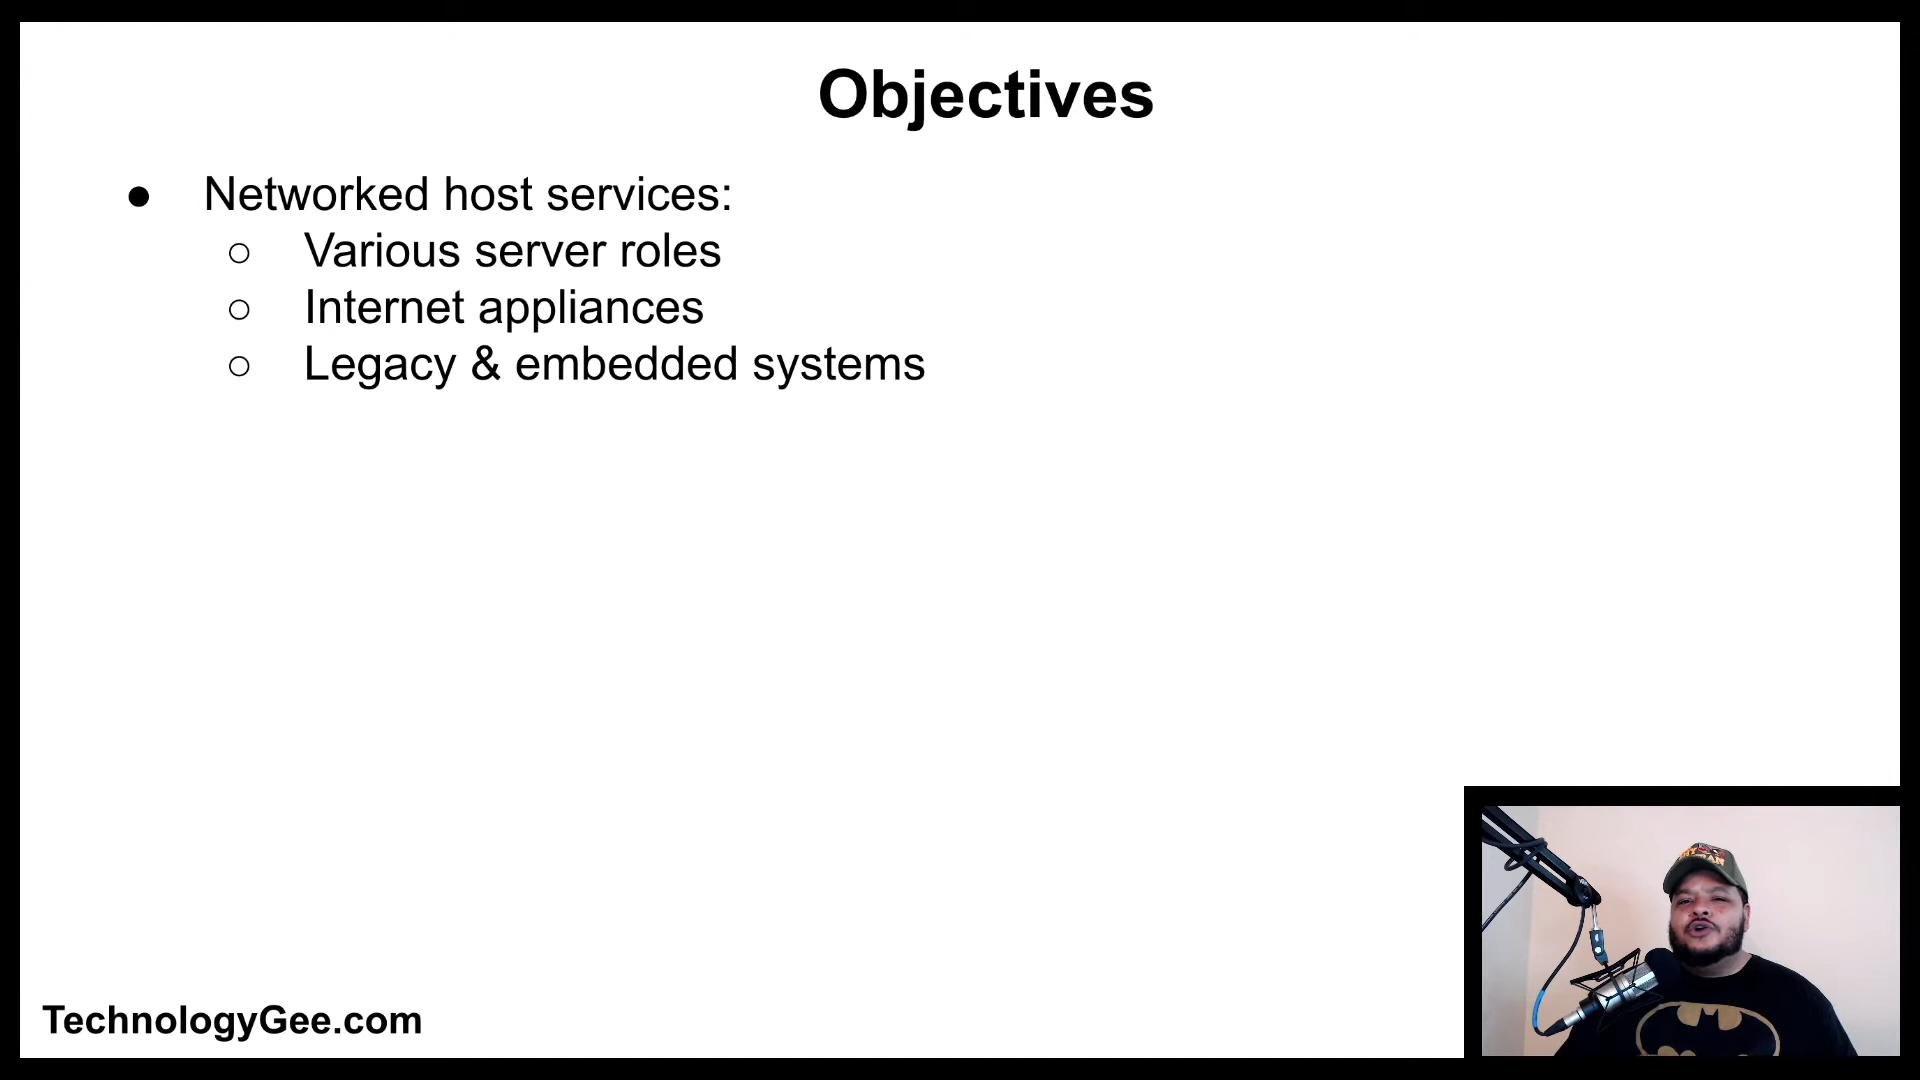 Objectives
● Networked host services:
○ Various server roles
○ Internet appliances
○ Legacy & embedded systems
TechnologyGee.com